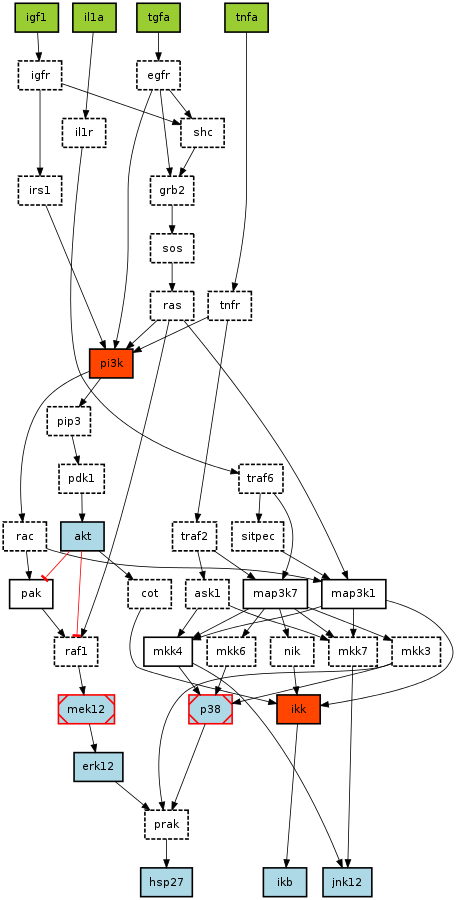 igf1 il1a tgfa tnfa
igfr egfr
il1r shc
irs1 grb2
sos
ras tnfr
pi3k
pip3
pdk1 traf6
rac akt traf2 sitpec
pak cot ask1 map3k7 map3k1
raf1 mkk4 mkk6 nik mkk7 mkk3
mek12 p38 ikk
erk12
prak
hsp27 ikb jnk12